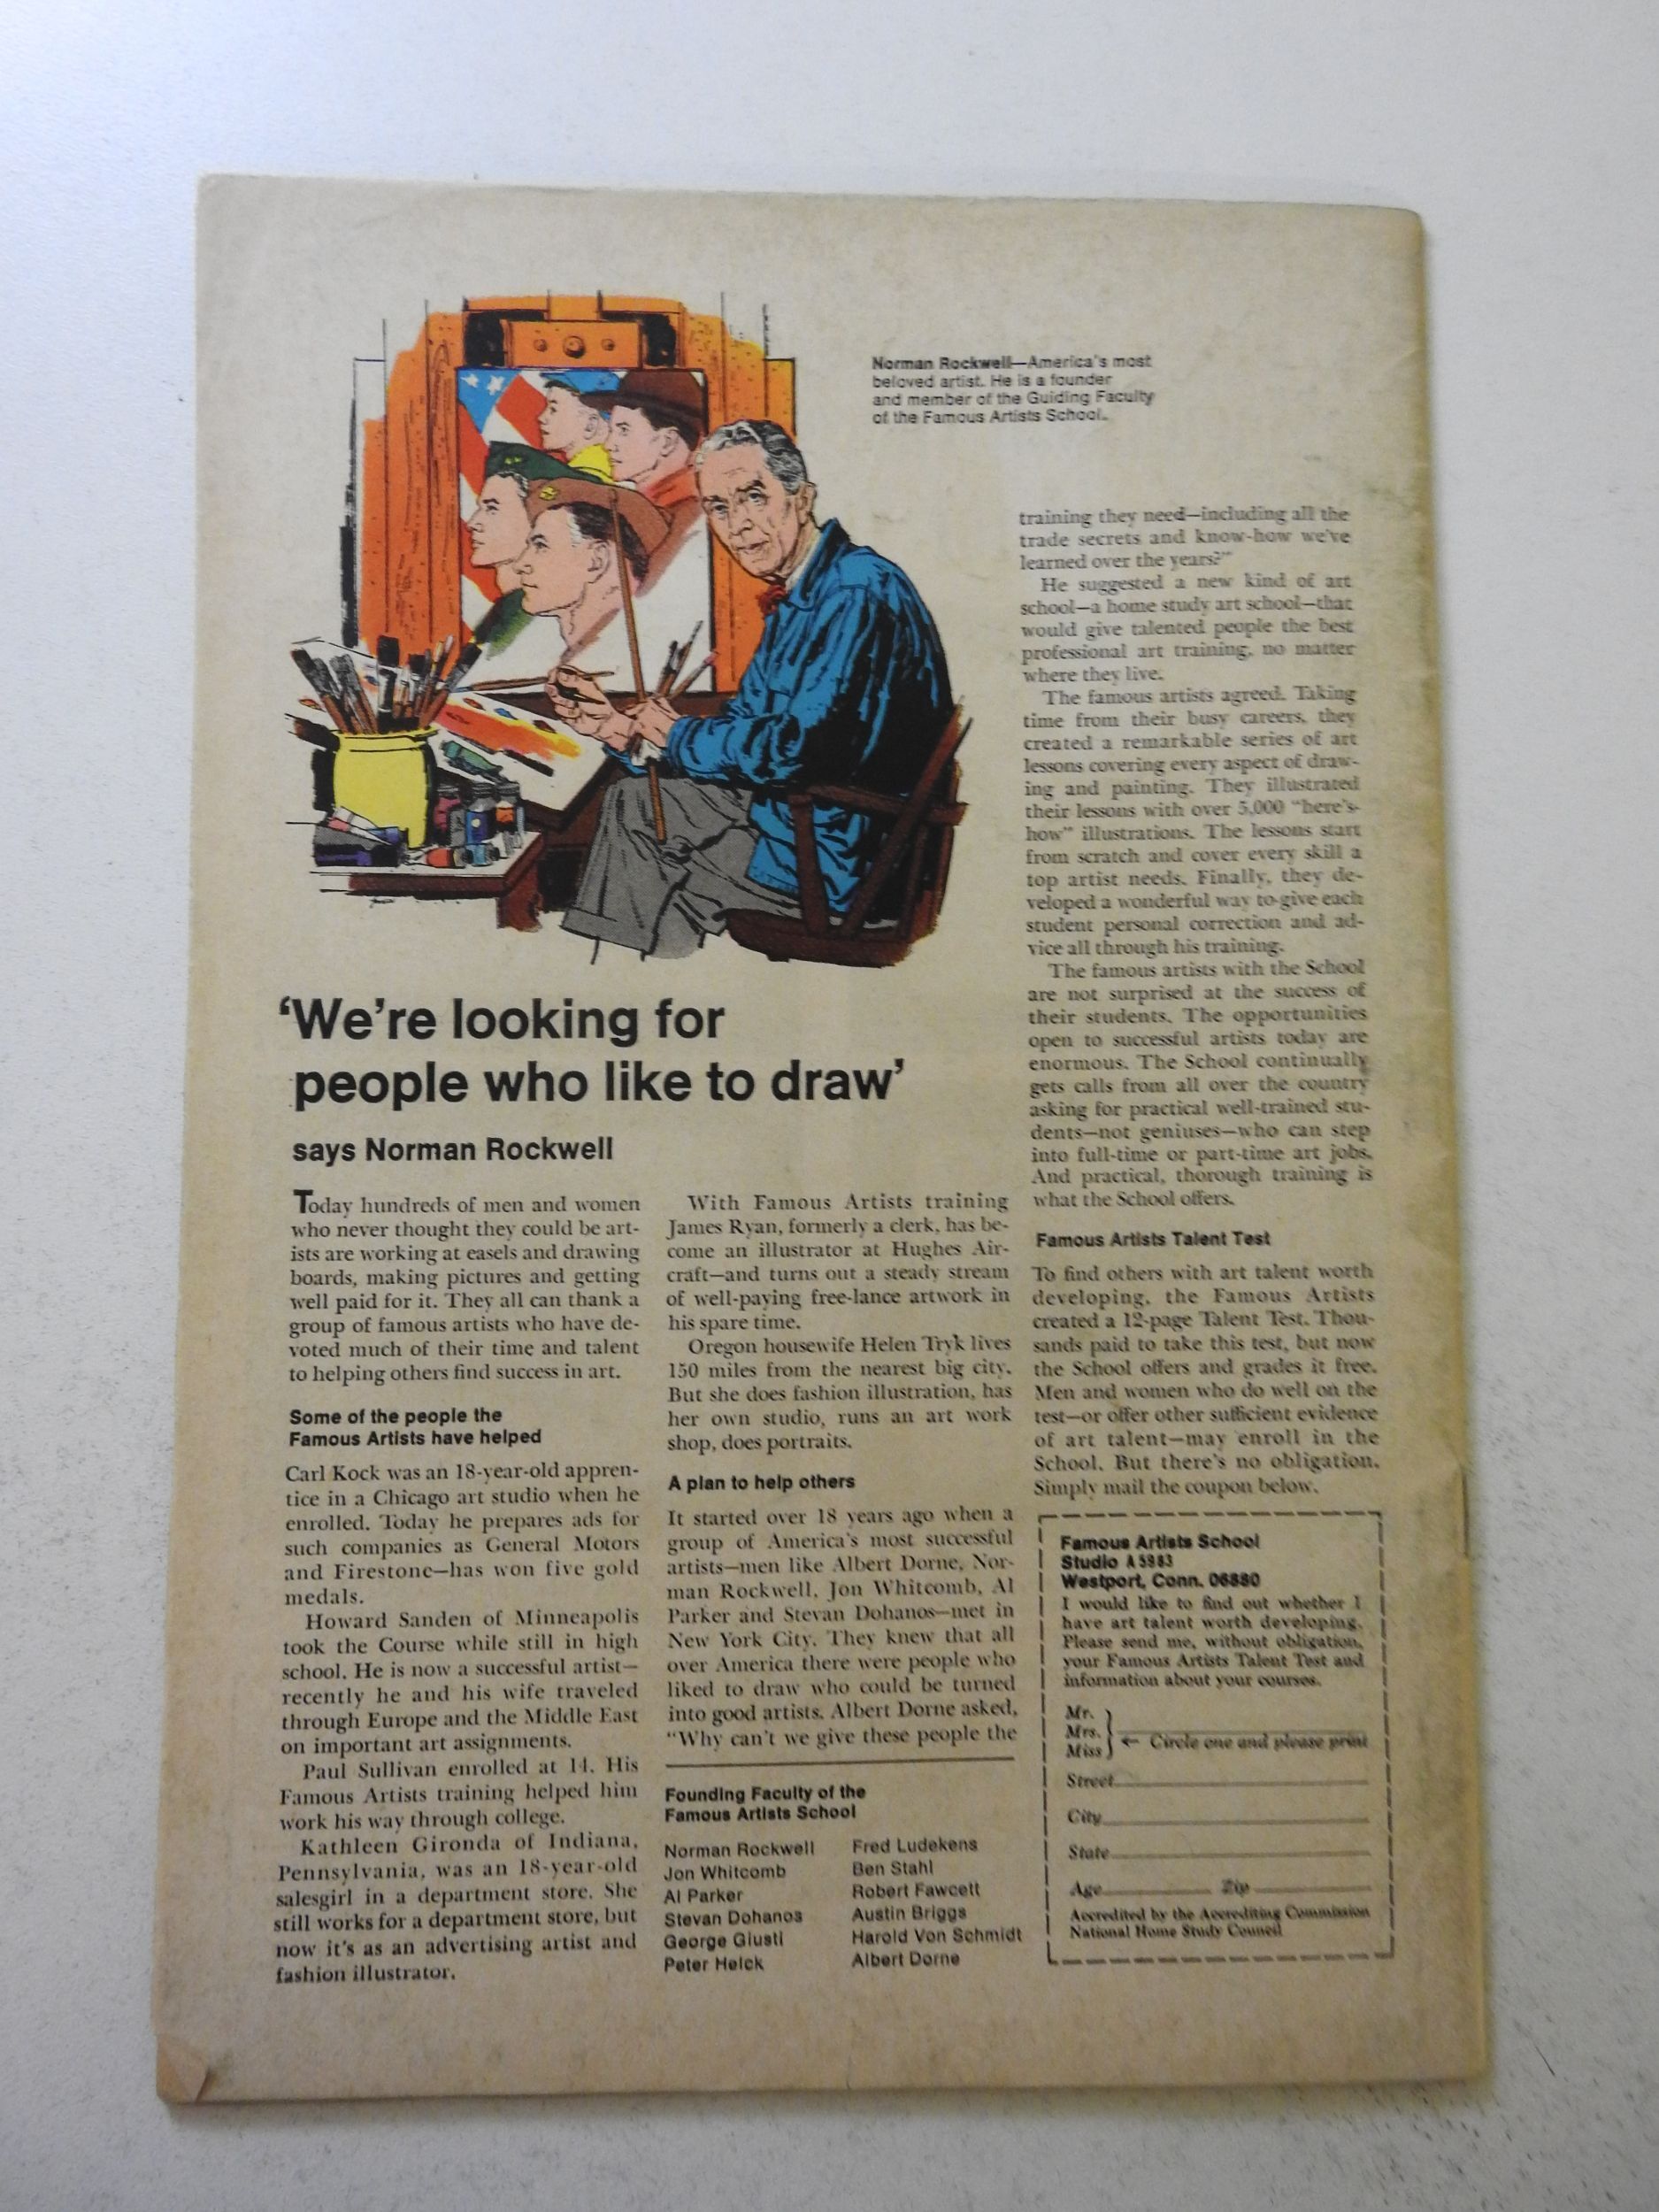 Norman Rockwell—America's most
beloved artist. He is a founder
and member of the Guiding Faculty
of the Famous Artists School.
'We're looking for
people who like to draw'
says Norman Rockwell
Today hundreds of men and women
who never thought they could be art-
ists are working at easels and drawing
boards, making pictures and getting
well paid for it. They all can thank a
group of famous artists who have de-
voted much of their time and talent
to helping others find success in art.
Some of the people the
Famous Artists have helped
Carl Kock was an 18-year-old appren-
tice in a Chicago art studio when he
enrolled. Today he prepares ads for
such companies as General Motors
and Firestone—has won five gold
medals.
Howard Sanden of Minneapolis
took the Course while still in high
school. He is now a successful artist—
recently he and his wife traveled
through Europe and the Middle East
on important art assignments.
Paul Sullivan enrolled at 14. His
Famous Artists training helped him
work his way through college.
Kathleen Gironda of Indiana,
Pennsylvania, was an 18-year-old
salesgirl in a department store. She
still works for a department store, but
now it's as an advertising artist and
fashion illustrator.
With Famous Artists training
James Ryan, formerly a clerk, has be-
come an illustrator at Hughes Air-
craft—and turns out a steady stream
of well-paying free-lance artwork in
his spare time.
Oregon housewife Helen Tryk lives
150 miles from the nearest big city.
But she does fashion illustration, has
her own studio, runs an art work
shop, does portraits.
A plan to help others
It started over 18 years ago when a
group of America's most successful
artists—men like Albert Dorne, Nor-
man Rockwell, Jon Whitcomb, Al
Parker and Stevan Dohanos—met in
New York City. They knew that all
over America there were people who
liked to draw who could be turned
into good artists. Albert Dorne asked,
"Why can't we give these people the
Founding Faculty of the
Famous Artists School
Norman Rockwell
Jon Whitcomb
Al Parker
Stevan Dohanos
George Giusti
Peter Helck
Fred Ludekens
Ben Stahl
Robert Fawcett
Austin Briggs
Harold Von Schmidt
Albert Dorne
training they need—including all the
trade secrets and know-how we've
learned over the years?"
He suggested a new kind of art
school—a home study art school—that
would give talented people the best
professional art training, no matter
where they live.
The famous artists agreed. Taking
time from their busy careers, they
created a remarkable series of art
lessons covering every aspect of draw-
ing and painting. They illustrated
their lessons with over 5,000 "here's-
how" illustrations. The lessons start
from scratch and cover every skill a
top artist needs. Finally, they de-
veloped a wonderful way to give each
student personal correction and ad-
vice all through his training.
The famous artists with the School
are not surprised at the success of
their students. The opportunities
open to successful artists today are
enormous. The School continually
gets calls from all over the country
asking for practical well-trained stu-
dents—not geniuses—who can step
into full-time or part-time art jobs.
And practical, thorough training is
what the School offers.
Famous Artists Talent Test
To find others with art talent worth
developing, the Famous Artists
created a 12-page Talent Test. Thou-
sands paid to take this test, but now
the School offers and grades it free.
Men and women who do well on the
test—or offer other sufficient evidence
of art talent—may enroll in the
School. But there's no obligation.
Simply mail the coupon below.
Famous Artists School
Studio A5983
Westport, Conn. 06880
I would like to find out whether I
have art talent worth developing.
Please send me, without obligation,
your Famous Artists Talent Test and
information about your courses.
Mr.
Mrs. ← Circle one and please print
Miss
Street
City
State
Age Zip
Accredited by the Accrediting Commission
National Home Study Council